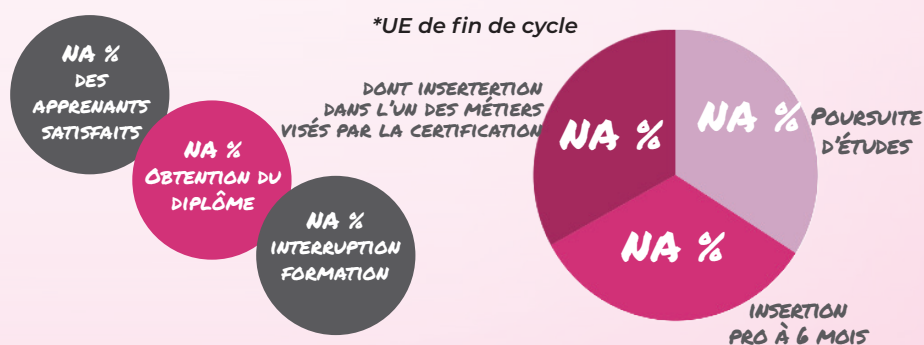 *UE de fin de cycle
NA %
DES
APPRENANTS
SATISFAITS
NA %
OBTENTION DU
DIPLÔME
NA %
INTERRUPTION
FORMATION
DONT INSERTERTION
DANS L'UN DES MÉTIERS
VISÉS PAR LA CERTIFICATION
NA %
NA %
POURSUITE
D'ÉTUDES
NA %
INSERTION
PRO À 6 MOIS